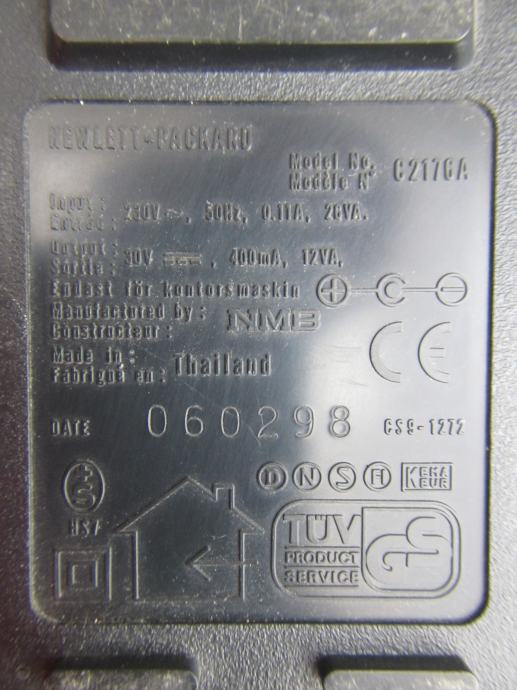 HEWLETT-PACKARD
Model No.
Modèle N° C2176A
Input :
Entrée : 230V ~, 50Hz, 0.11A, 26VA.
Output :
Sortie : 30V , 400mA, 12VA,
Endast för kontorsmaskin
Manufactured by :
Constructeur : NMB
CE
Made in :
Fabriqué en : Thailand
DATE 060298 CS9-1272
S
D N S FI KEMA
KEUR
TÜV
PRODUCT
SERVICE
GS